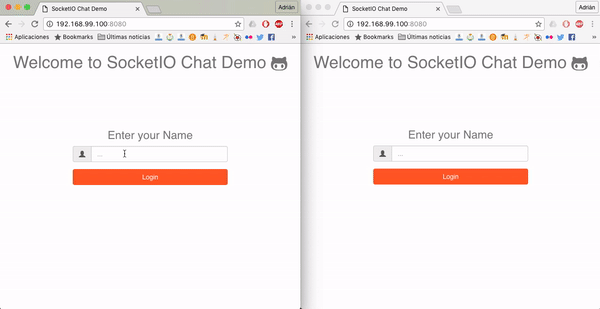 SocketIO Chat Demo
Adrián
192.168.99.100:8080
Aplicaciones
Bookmarks
Últimas noticias
»
Welcome to SocketIO Chat Demo
Enter your Name
...
Login
SocketIO Chat Demo
Adrián
192.168.99.100:8080
Aplicaciones
Bookmarks
Últimas noticias
»
Welcome to SocketIO Chat Demo
Enter your Name
...
Login